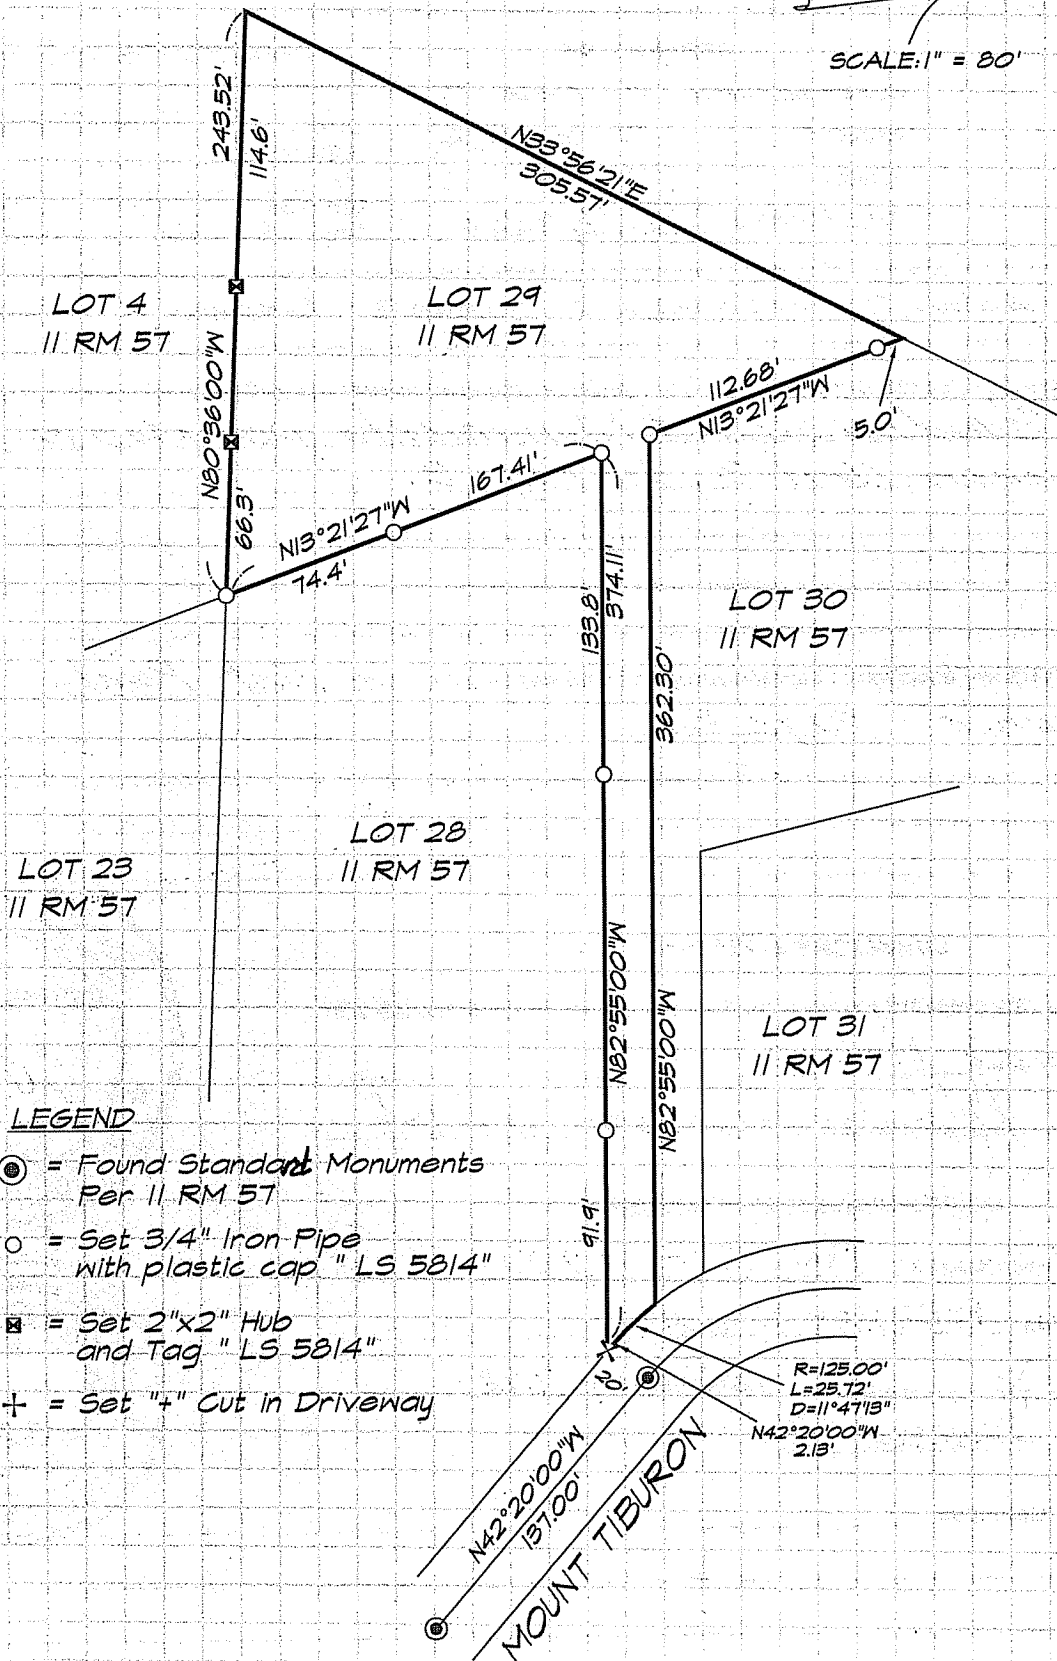 SCALE: 1" = 80'
243.52'
114.6'
N33°56'21"E
305.57'
LOT 4
11 RM 57
LOT 29
11 RM 57
N80°36'00"W
66.3'
112.68'
N13°21'27"W
5.0'
167.41'
N13°21'27"W
74.4'
133.8'
374.11'
362.30'
LOT 30
11 RM 57
LOT 28
11 RM 57
LOT 23
11 RM 57
N82°55'00"W
N82°55'00"W
LOT 31
11 RM 57
91.9'
LEGEND
= Found Standard Monuments
Per 11 RM 57
= Set 3/4" Iron Pipe
with plastic cap " LS 5814"
= Set 2"x2" Hub
and Tag " LS 5814"
= Set "+" Cut in Driveway
20'
R=125.00'
L=25.72'
D=11°47'13"
N42°20'00"W
2.13'
N42°20'00"W
137.00'
MOUNT TIBURON